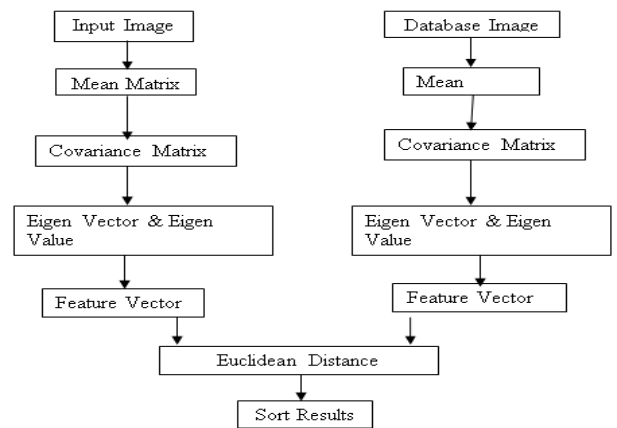 Input Image
Mean Matrix
Covariance Matrix
Eigen Vector & Eigen
Value
Feature Vector
Database Image
Mean
Covariance Matrix
Eigen Vector & Eigen
Value
Feature Vector
Euclidean Distance
Sort Results